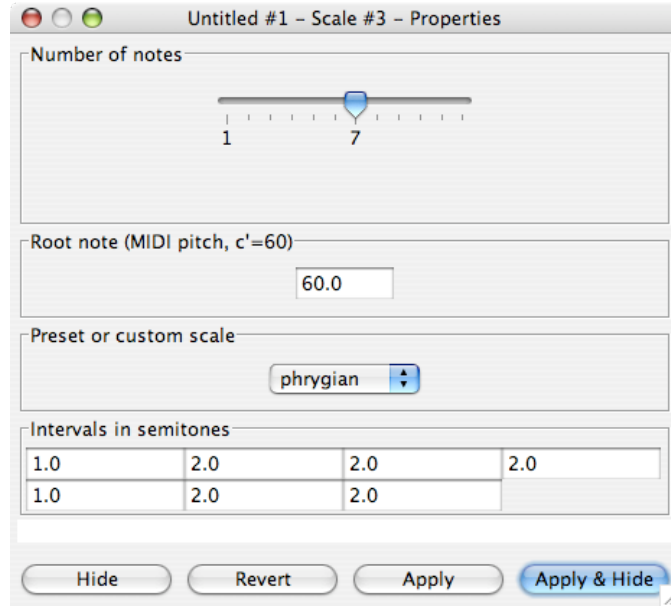 Untitled #1 – Scale #3 – Properties
Number of notes
1 7
Root note (MIDI pitch, c'=60)
60.0
Preset or custom scale
phrygian
Intervals in semitones
1.0 2.0 2.0 2.0
1.0 2.0 2.0
Hide Revert Apply Apply & Hide